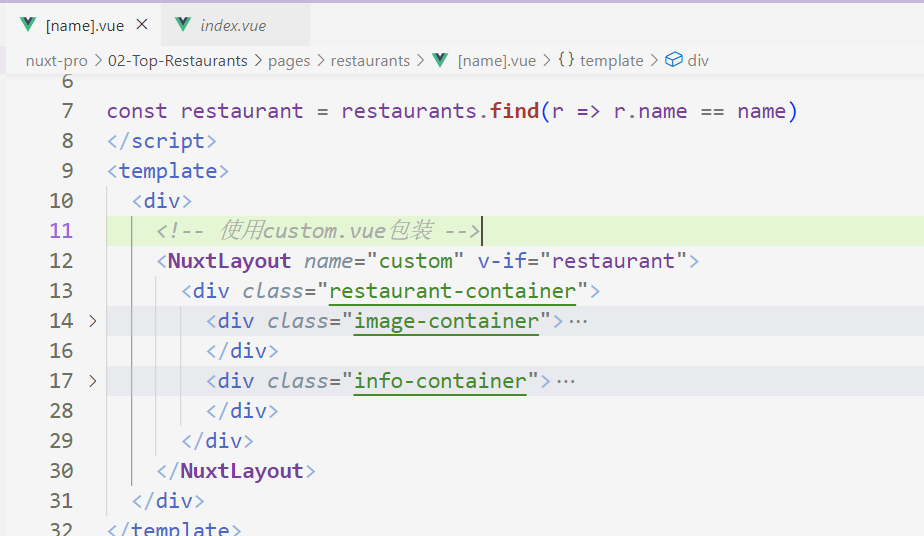 [name].vue × index.vue
nuxt-pro > 02-Top-Restaurants > pages > restaurants > [name].vue > {} template > div
6
7 const restaurant = restaurants.find(r => r.name == name)
8 </script>
9 <template>
10 <div>
11 <!-- 使用custom.vue包装 -->
12 <NuxtLayout name="custom" v-if="restaurant">
13 <div class="restaurant-container">
14 > <div class="image-container">···
16 </div>
17 > <div class="info-container">···
28 </div>
29 </div>
30 </NuxtLayout>
31 </div>
32 </template>